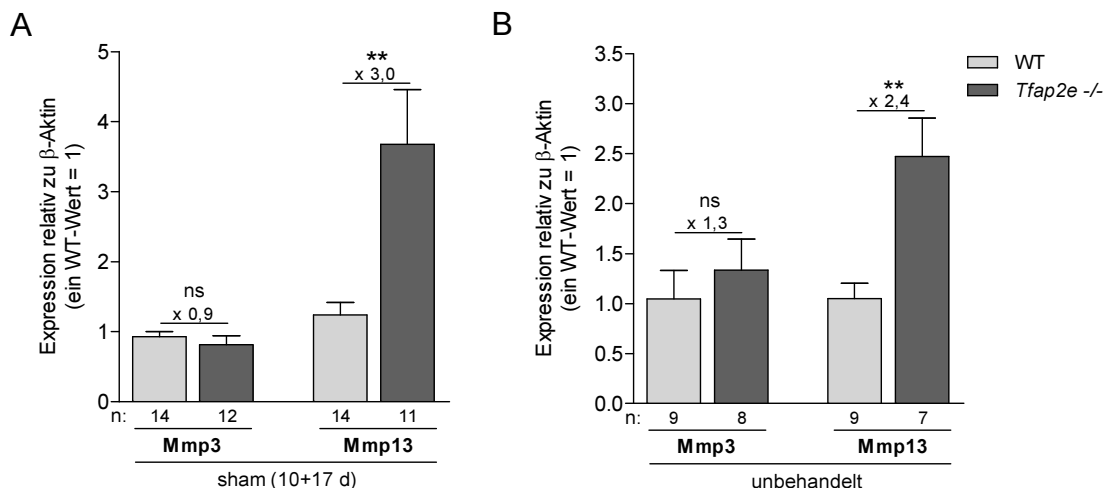 A
Expression relativ zu β-Aktin
(ein WT-Wert = 1)
5
4
3
2
1
0
ns
x 0,9
**
x 3,0
n: 14 12 14 11
Mmp3 Mmp13
sham (10+17 d)
B
Expression relativ zu β-Aktin
(ein WT-Wert = 1)
3.5
3.0
2.5
2.0
1.5
1.0
0.5
0.0
ns
x 1,3
**
x 2,4
n: 9 8 9 7
Mmp3 Mmp13
unbehandelt
WT
Tfap2e -/-